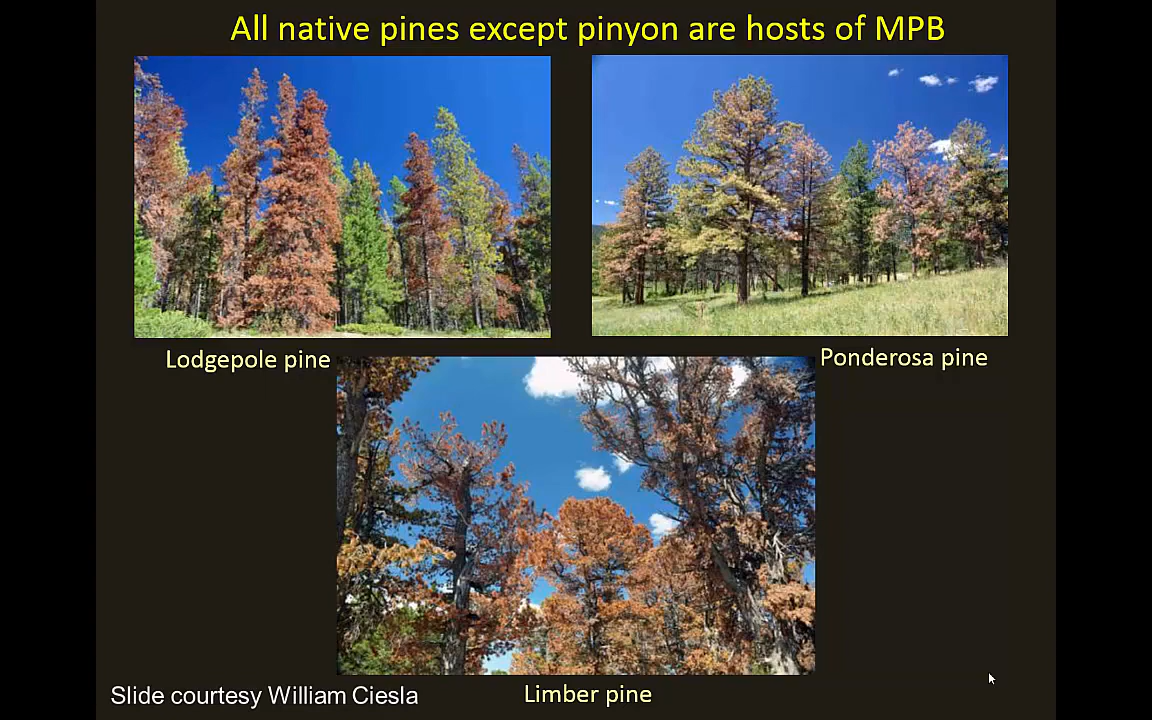 All native pines except pinyon are hosts of MPB
Lodgepole pine
Ponderosa pine
Limber pine
Slide courtesy William Ciesla